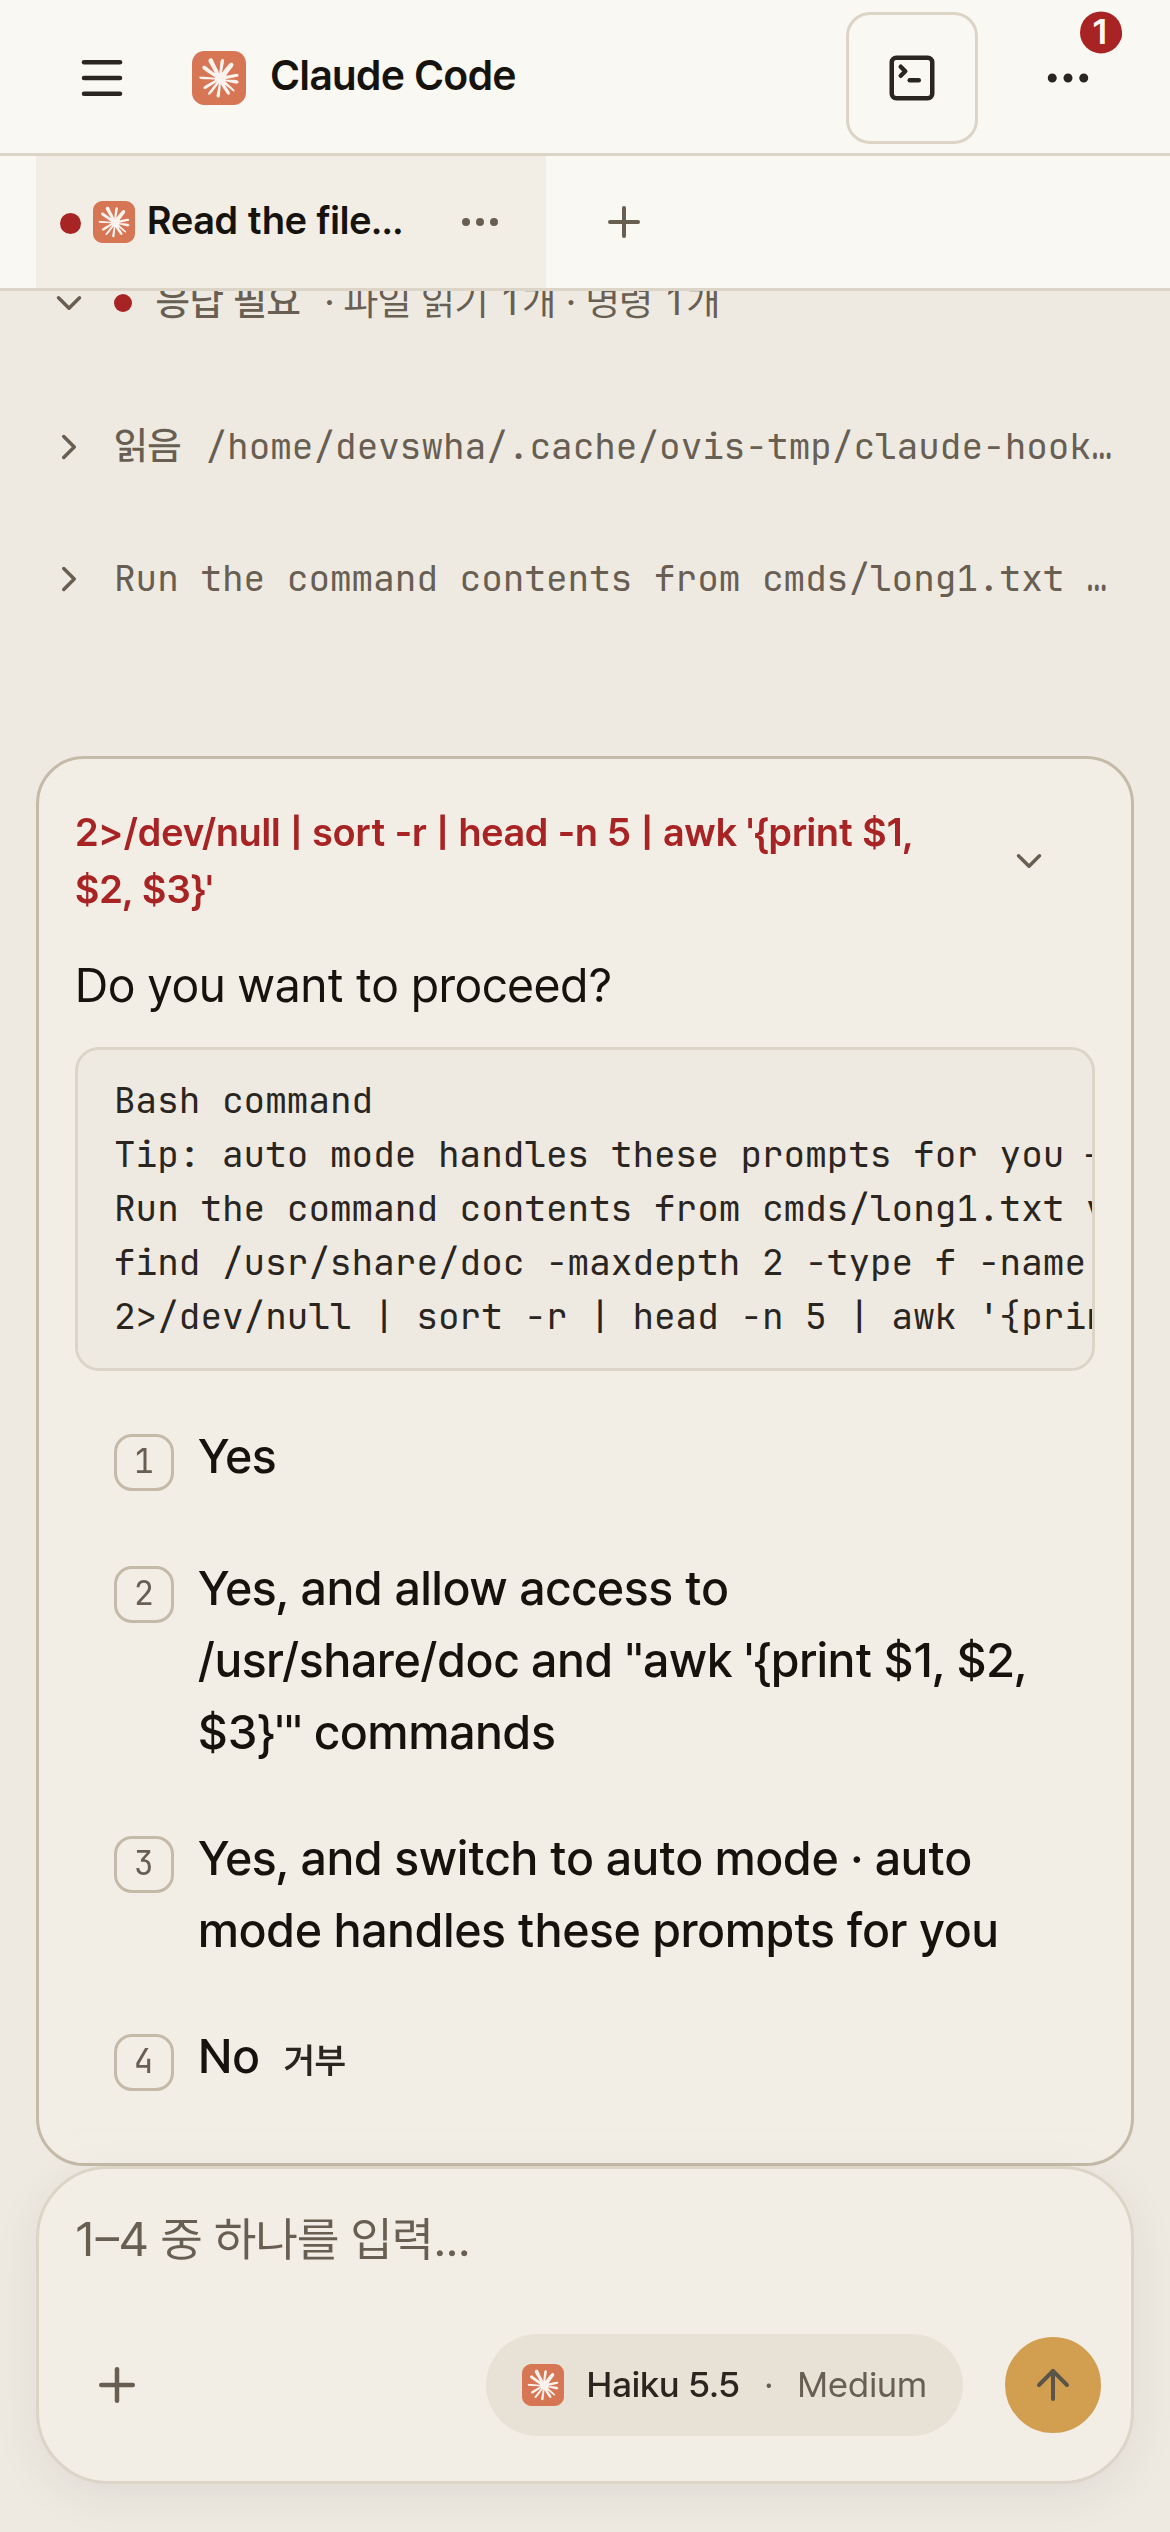 Claude Code
1
Read the file...
응답 필요 · 파일 읽기 1개 · 명령 1개
읽음 /home/devswha/.cache/ovis-tmp/claude-hook…
Run the command contents from cmds/long1.txt …
2>/dev/null | sort -r | head -n 5 | awk '{print $1,
$2, $3}'
Do you want to proceed?
Bash command
Tip: auto mode handles these prompts for you
Run the command contents from cmds/long1.txt
find /usr/share/doc -maxdepth 2 -type f -name
2>/dev/null | sort -r | head -n 5 | awk '{prin
1 Yes
2 Yes, and allow access to
/usr/share/doc and "awk '{print $1, $2,
$3}'" commands
3 Yes, and switch to auto mode · auto
mode handles these prompts for you
4 No 거부
1–4 중 하나를 입력...
Haiku 5.5 · Medium